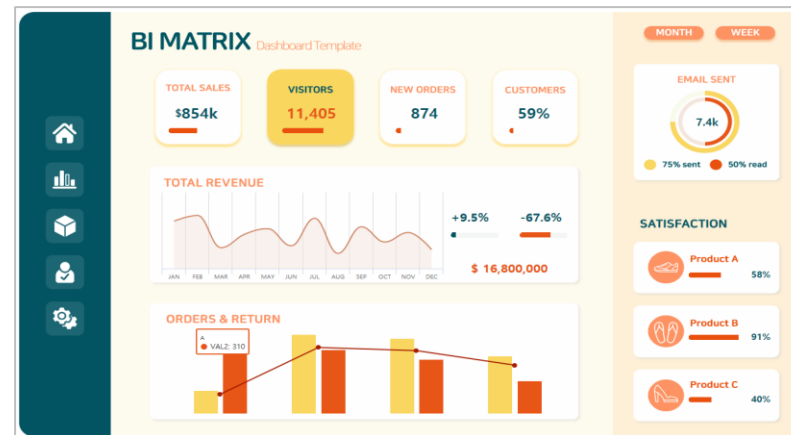 BI MATRIX Dashboard Template
MONTH WEEK
TOTAL SALES
$854k
VISITORS
11,405
NEW ORDERS
874
CUSTOMERS
59%
EMAIL SENT
7.4k
75% sent 50% read
TOTAL REVENUE
+9.5% -67.6%
$ 16,800,000
JAN FEB MAR APR MAY JUN JUL AUG SEP OCT NOV DEC
SATISFACTION
Product A
58%
Product B
91%
Product C
40%
ORDERS & RETURN
A
VAL2: 310